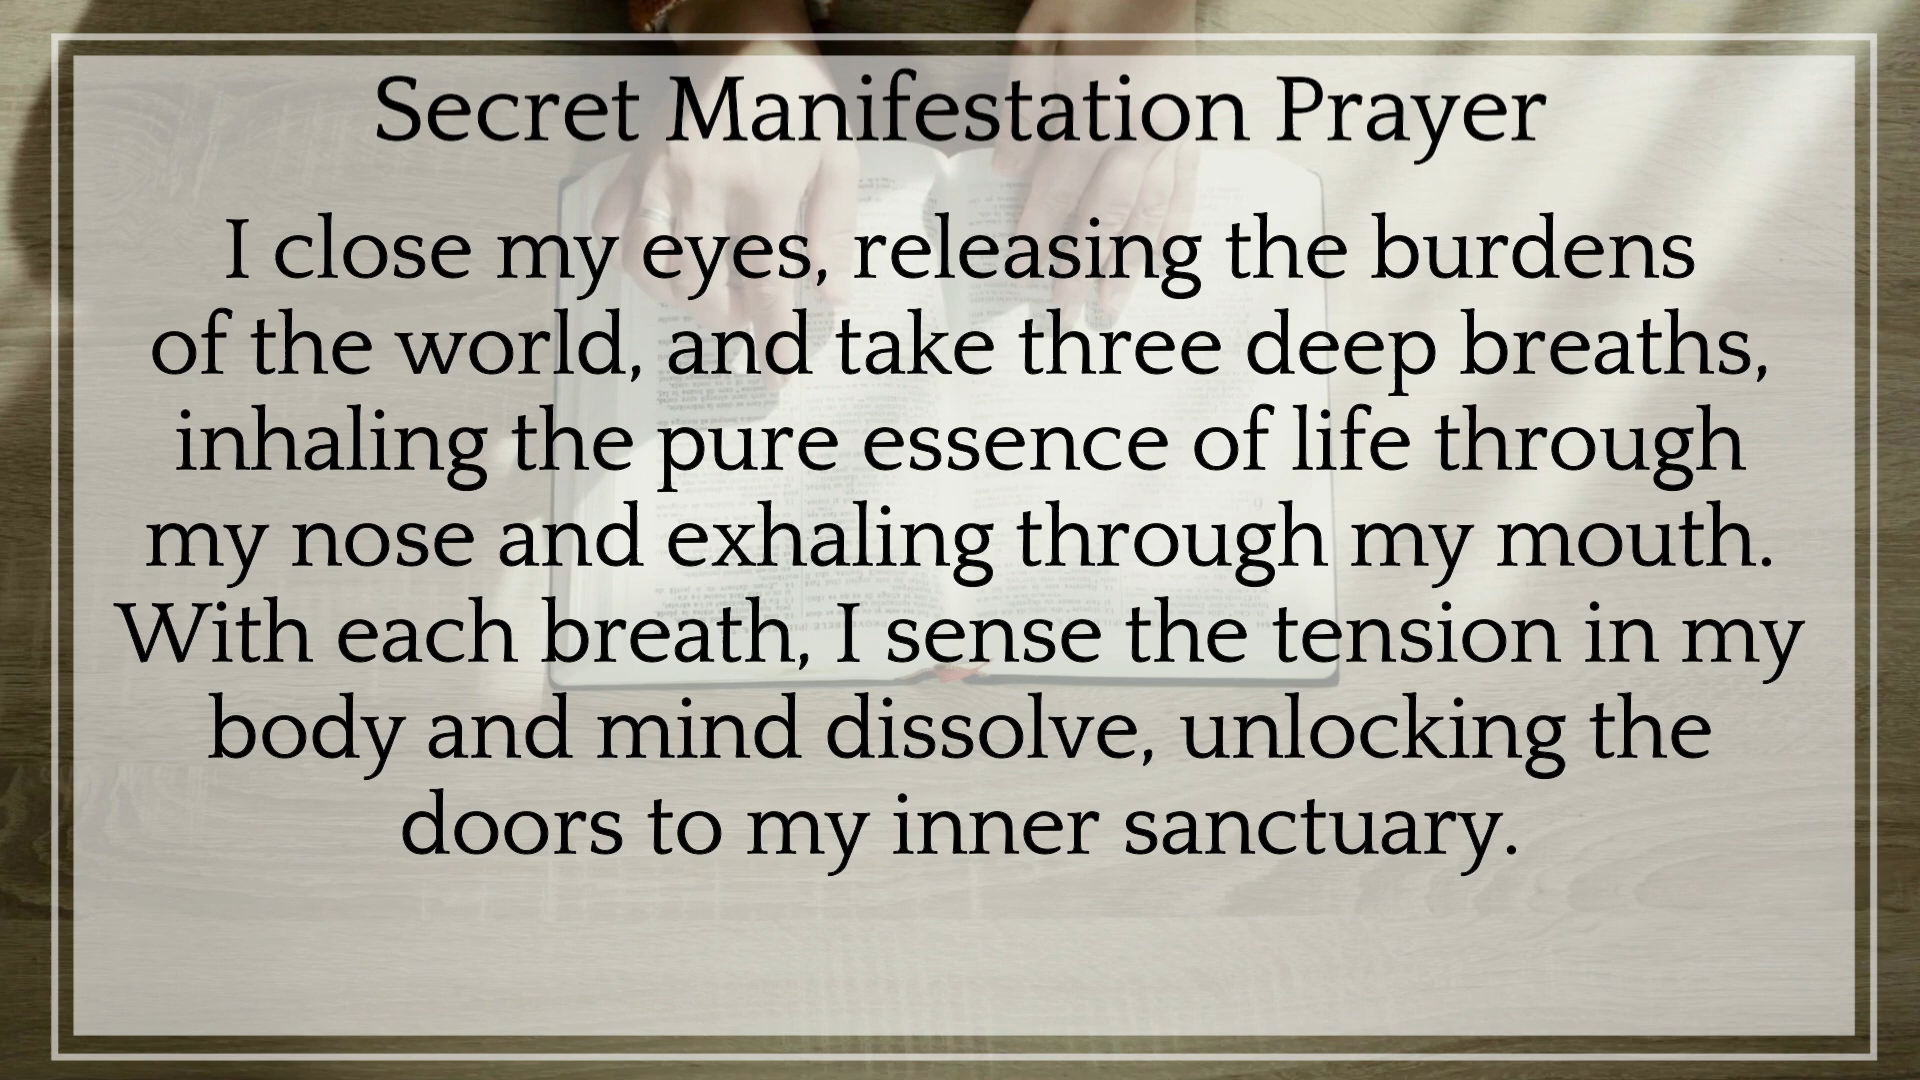 Secret Manifestation Prayer
I close my eyes, releasing the burdens
of the world, and take three deep breaths,
inhaling the pure essence of life through
my nose and exhaling through my mouth.
With each breath, I sense the tension in my
body and mind dissolve, unlocking the
doors to my inner sanctuary.